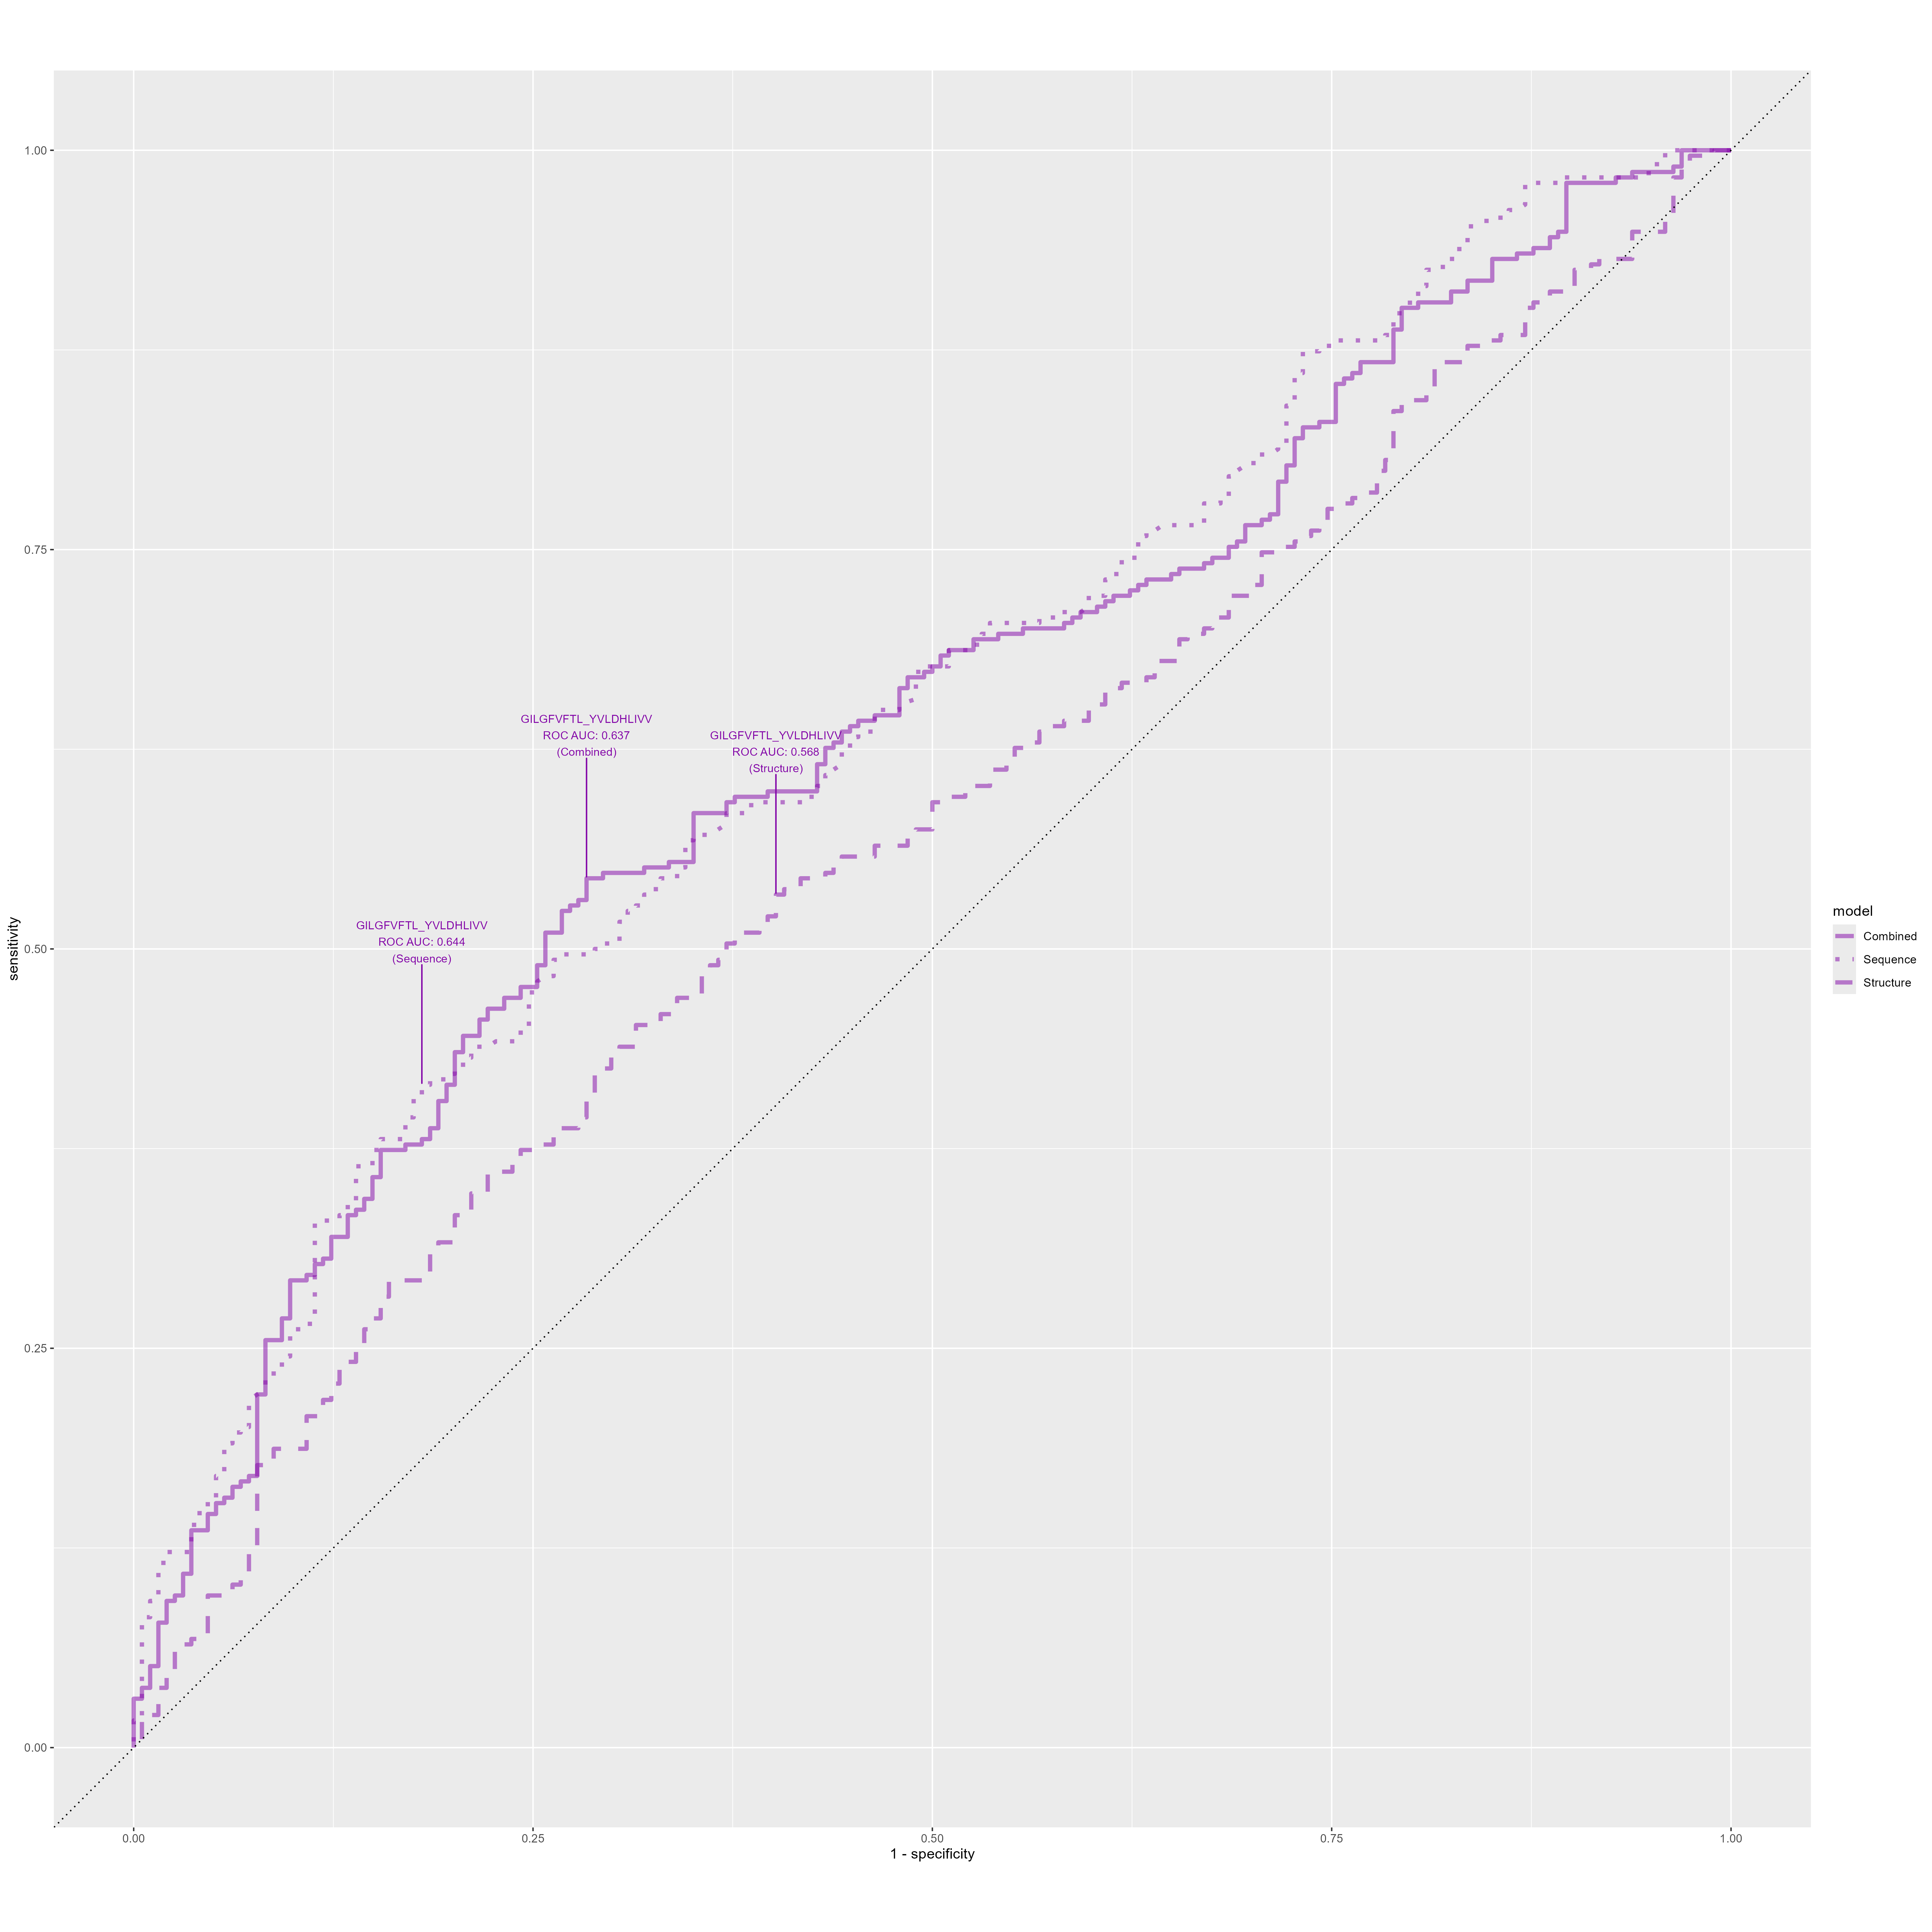 1.00
0.75
0.50
0.25
0.00
sensitivity
GILGFVFTL_YVLDHLIVV
ROC AUC: 0.637
(Combined)
GILGFVFTL_YVLDHLIVV
ROC AUC: 0.568
(Structure)
GILGFVFTL_YVLDHLIVV
ROC AUC: 0.644
(Sequence)
0.00
0.25
0.50
0.75
1.00
1 - specificity
model
Combined
Sequence
Structure